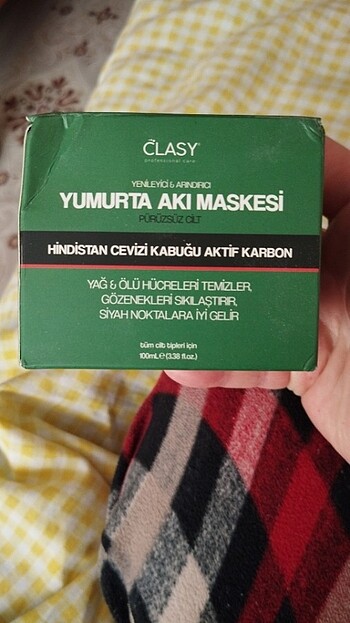 CLASY
professional care
YENİLEYİCİ & ARINDIRICI
YUMURTA AKI MASKESİ
PÜRÜZSÜZ CİLT
HİNDİSTAN CEVİZİ KABUĞU AKTİF KARBON
YAĞ & ÖLÜ HÜCRELERİ TEMİZLER,
GÖZENEKLERİ SIKILAŞTIRIR,
SİYAH NOKTALARA İYİ GELİR
tüm cilt tipleri için
100mL e (3.38 fl.oz.)